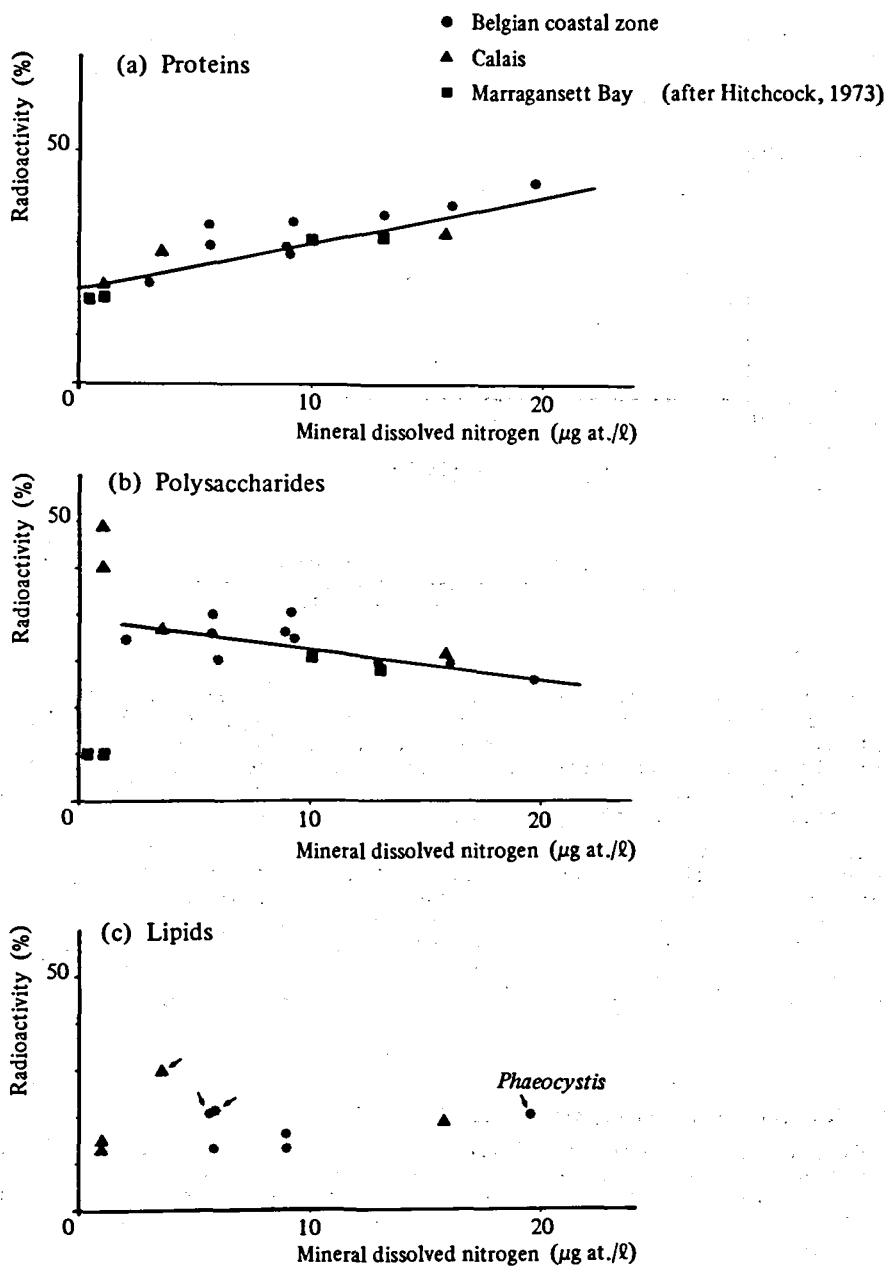 Belgian coastal zone
Calais
Marragansett Bay (after Hitchcock, 1973)
(a) Proteins
Radioactivity (%)
50
0
10
20
Mineral dissolved nitrogen (μg at./ℓ)
(b) Polysaccharides
Radioactivity (%)
50
0
10
20
Mineral dissolved nitrogen (μg at./ℓ)
(c) Lipids
Radioactivity (%)
50
Phaeocystis
0
10
20
Mineral dissolved nitrogen (μg at./ℓ)